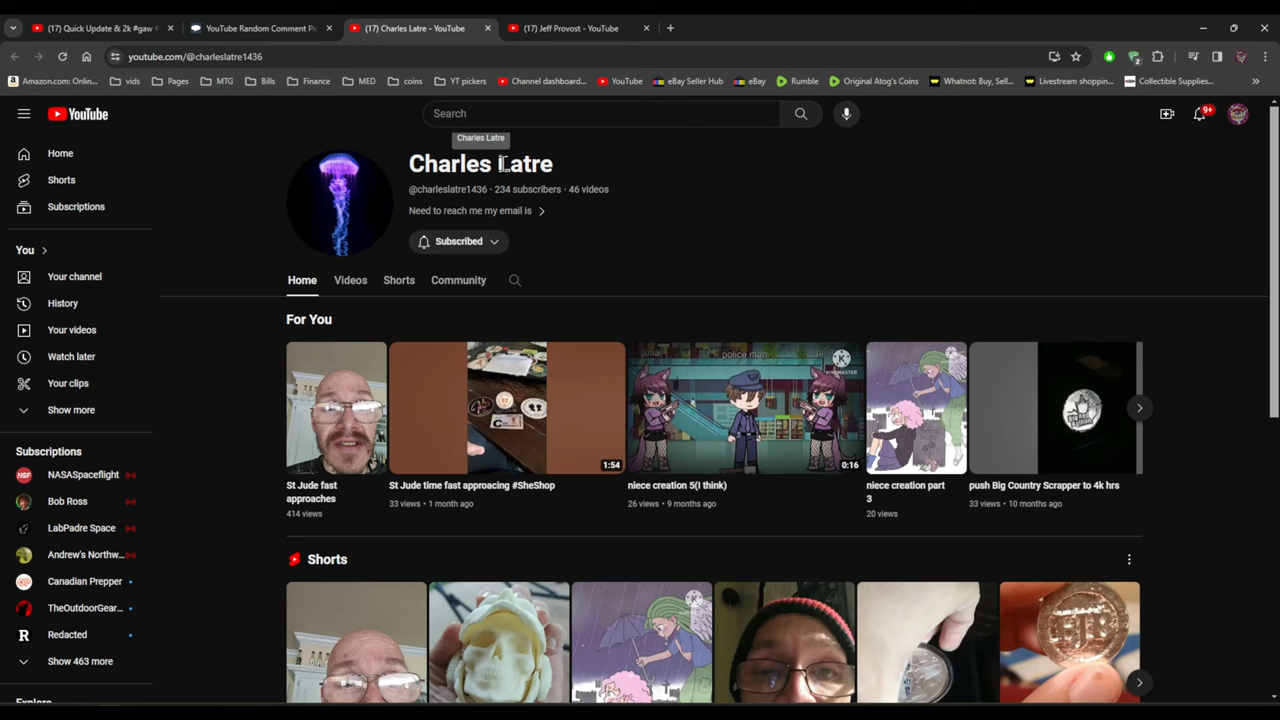 (17) Quick Update & 2k #gaw
YouTube Random Comment Pic
(17) Charles Latre - YouTube
(17) Jeff Provost - YouTube
youtube.com/@charleslatre1436
Amazon.com: Onlin...
vids
Pages
MTG
Bills
Finance
MED
coins
YT pickers
Channel dashboard...
YouTube
eBay Seller Hub
eBay
Rumble
Original Atog's Coins
Whatnot: Buy, Sell...
Livestream shoppin...
Collectible Supplies...
YouTube
Search
9+
Charles Latre
Charles Latre
@charleslatre1436 · 234 subscribers · 46 videos
Need to reach me my email is
Subscribed
Home
Videos
Shorts
Community
Home
Shorts
Subscriptions
You
Your channel
History
Your videos
Watch later
Your clips
Show more
Subscriptions
NASASpaceflight
Bob Ross
LabPadre Space
Andrew's Northw...
Canadian Prepper
TheOutdoorGear...
Redacted
Show 463 more
Explore
For You
julia
police man
julia
KINEMASTER
1:54
0:16
St Jude fast approaches
414 views
St Jude time fast approacing #SheShop
33 views · 1 month ago
niece creation 5(I think)
26 views · 9 months ago
niece creation part 3
20 views
push Big Country Scrapper to 4k hrs
33 views · 10 months ago
Shorts